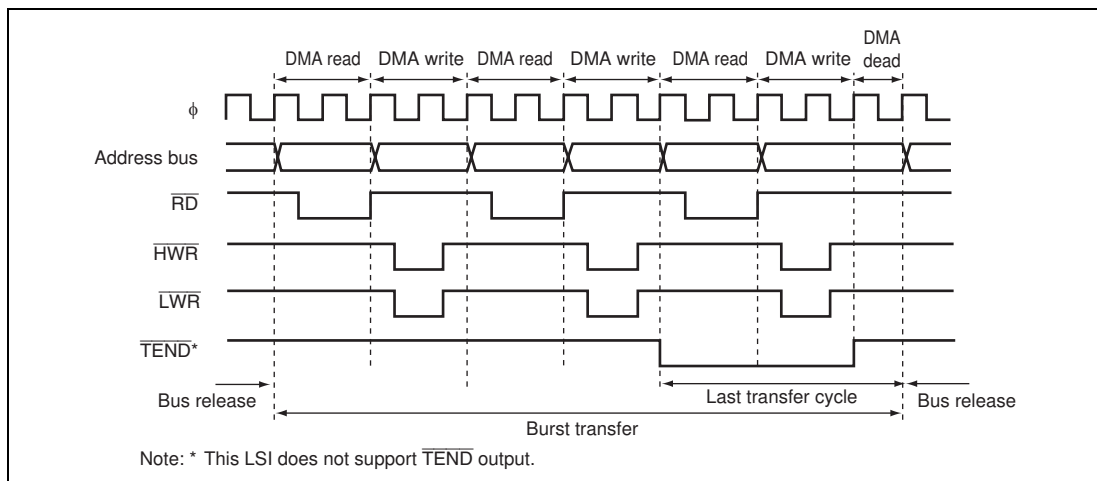 DMA read DMA write DMA read DMA write DMA read DMA write DMA dead
ϕ
Address bus
RD
HWR
LWR
TEND*
Bus release Last transfer cycle Bus release
Burst transfer
Note: * This LSI does not support TEND output.